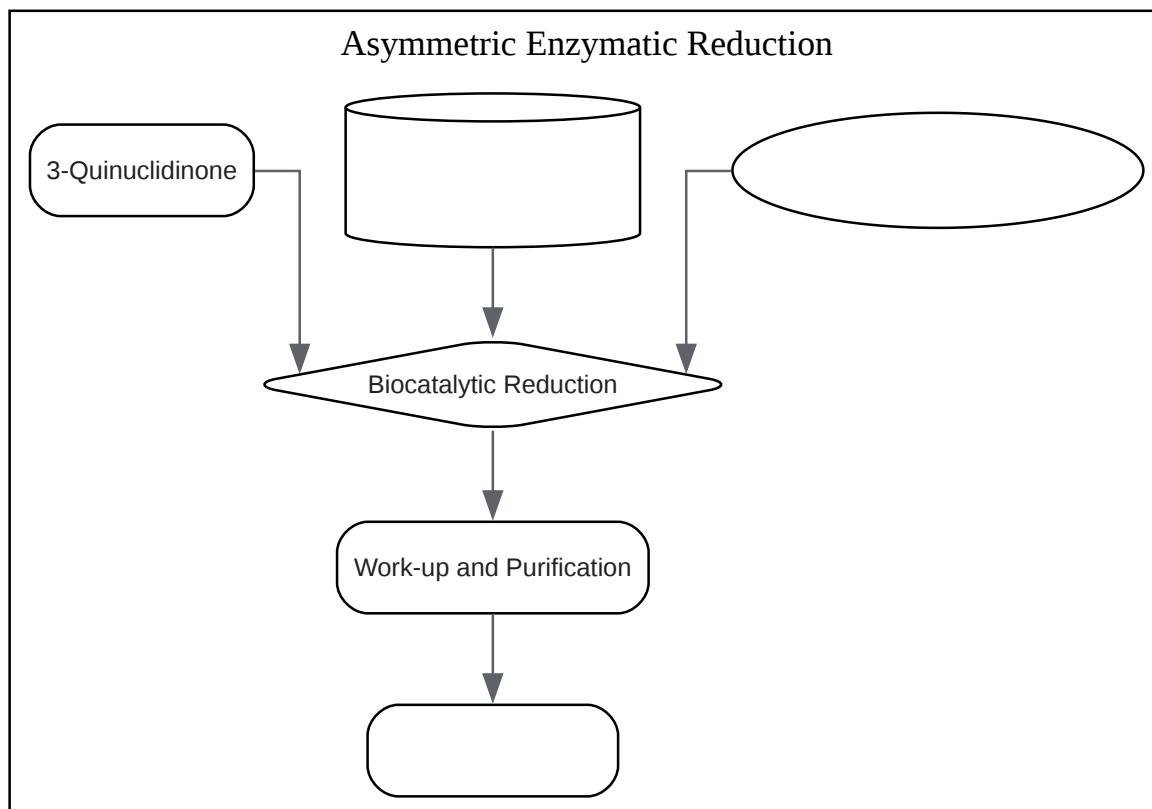 Asymmetric Enzymatic Reduction
3-Quinuclidinone
Biocatalytic Reduction
Work-up and Purification